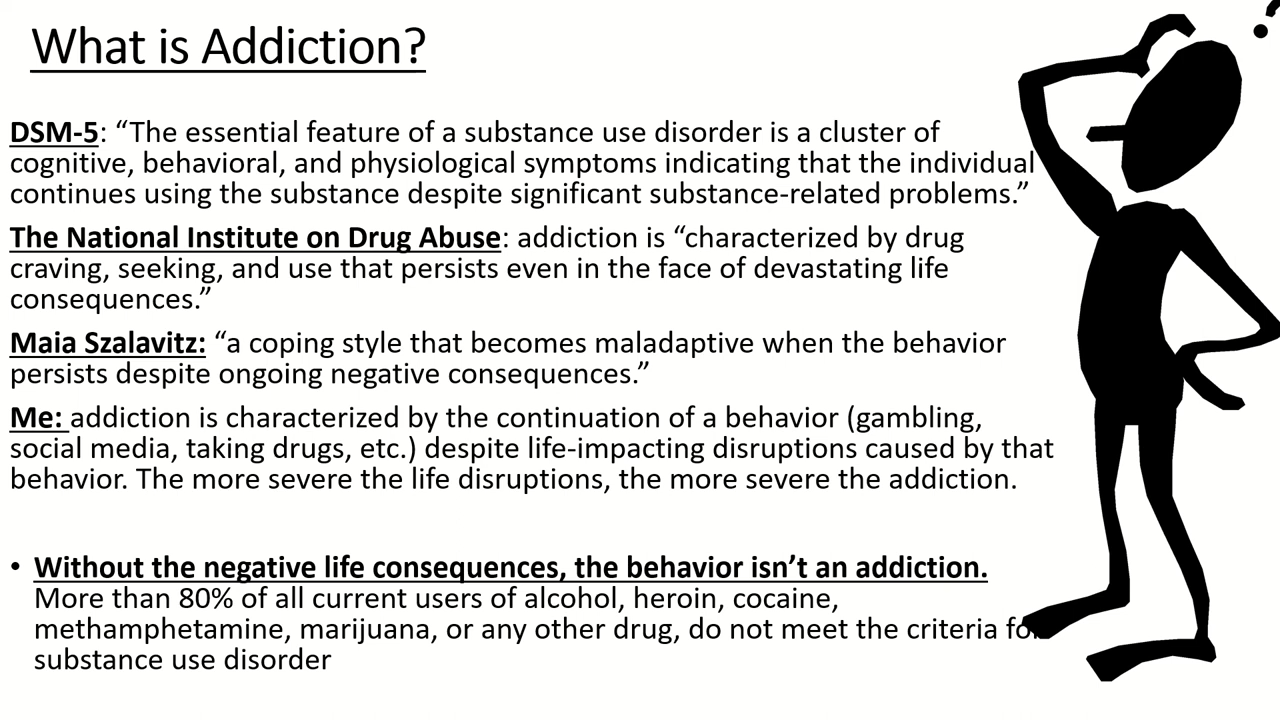 What is Addiction?
DSM-5: “The essential feature of a substance use disorder is a cluster of
cognitive, behavioral, and physiological symptoms indicating that the individual
continues using the substance despite significant substance-related problems.”
The National Institute on Drug Abuse: addiction is “characterized by drug
craving, seeking, and use that persists even in the face of devastating life
consequences.”
Maia Szalavitz: “a coping style that becomes maladaptive when the behavior
persists despite ongoing negative consequences.”
Me: addiction is characterized by the continuation of a behavior (gambling,
social media, taking drugs, etc.) despite life-impacting disruptions caused by that
behavior. The more severe the life disruptions, the more severe the addiction.
• Without the negative life consequences, the behavior isn’t an addiction.
More than 80% of all current users of alcohol, heroin, cocaine,
methamphetamine, marijuana, or any other drug, do not meet the criteria for
substance use disorder